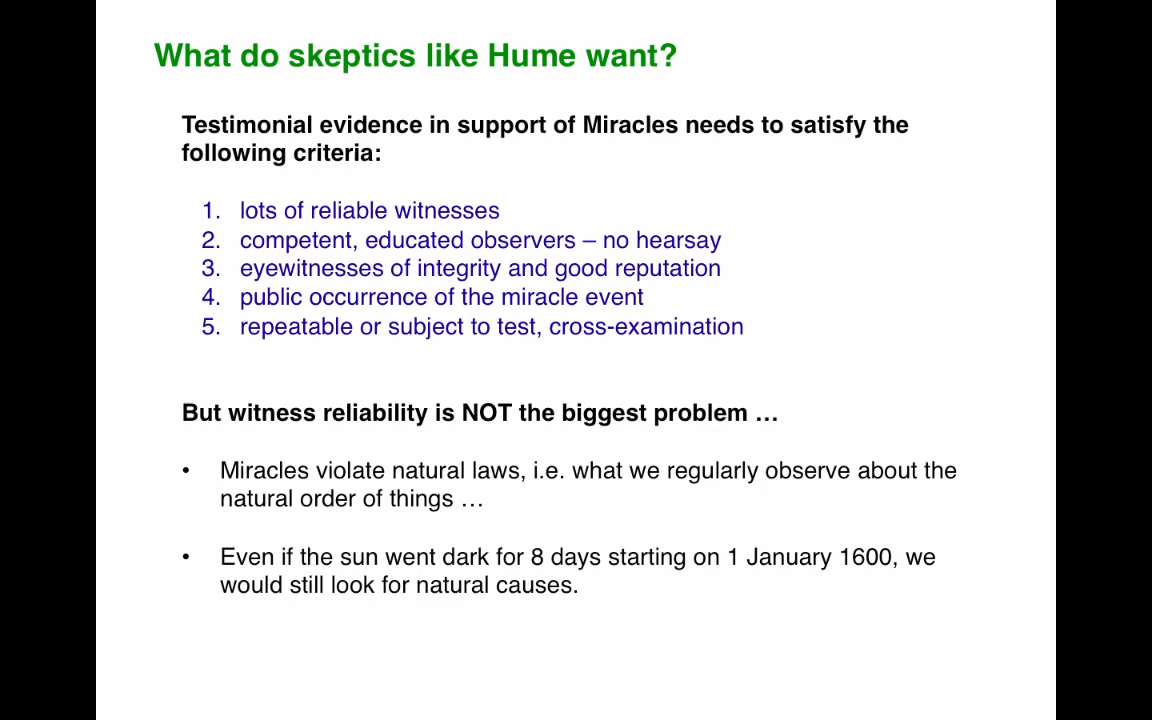 What do skeptics like Hume want?
Testimonial evidence in support of Miracles needs to satisfy the
following criteria:
1. lots of reliable witnesses
2. competent, educated observers – no hearsay
3. eyewitnesses of integrity and good reputation
4. public occurrence of the miracle event
5. repeatable or subject to test, cross-examination
But witness reliability is NOT the biggest problem …
• Miracles violate natural laws, i.e. what we regularly observe about the
natural order of things …
• Even if the sun went dark for 8 days starting on 1 January 1600, we
would still look for natural causes.